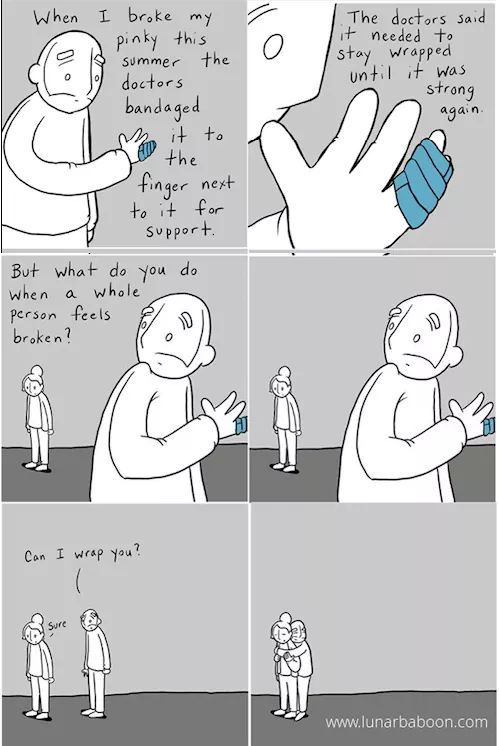 When I broke my
pinky this
summer the
doctors
bandaged
it to
the
finger next
to it for
support.
The doctors said
it needed to
stay wrapped
until it was
strong
again.
But what do you do
when a whole
person feels
broken?
Can I wrap you?
Sure
www.lunarbaboon.com